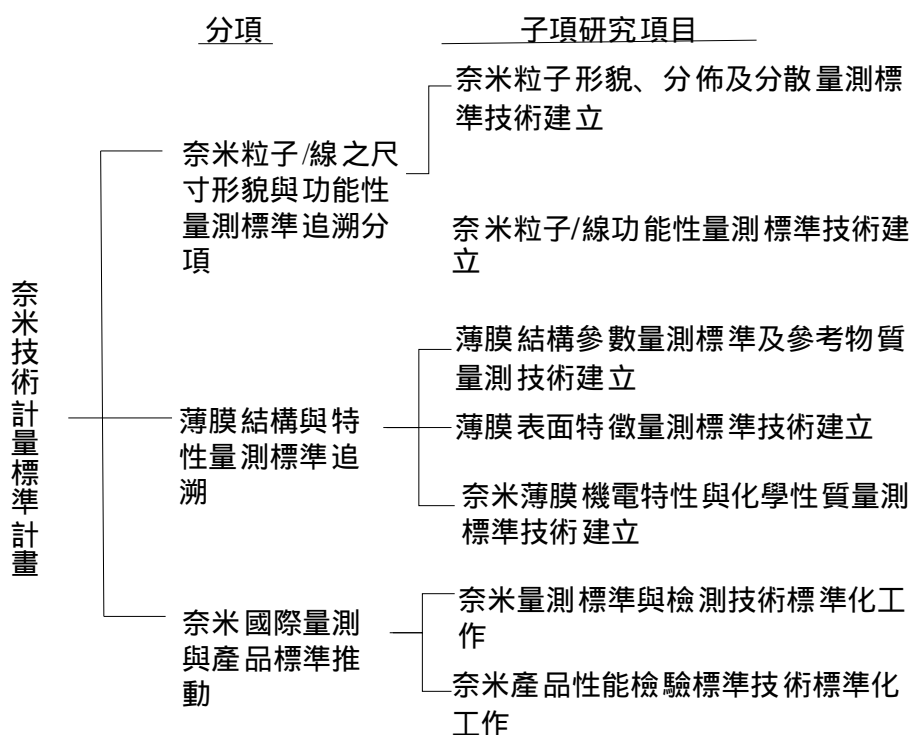 分項
子項研究項目
奈米粒子形貌、分佈及分散量測標
準技術建立
奈米粒子/線之尺
寸形貌與功能性
量測標準追溯分
項
奈米粒子/線功能性量測標準技術建
立
奈米技術計量標準計畫
薄膜結構參數量測標準及參考物質
量測技術建立
薄膜結構與特
性量測標準追
溯
薄膜表面特徵量測標準技術建立
奈米薄膜機電特性與化學性質量測
標準技術建立
奈米國際量測
與產品標準推
動
奈米量測標準與檢測技術標準化工
作
奈米產品性能檢驗標準技術標準化
工作